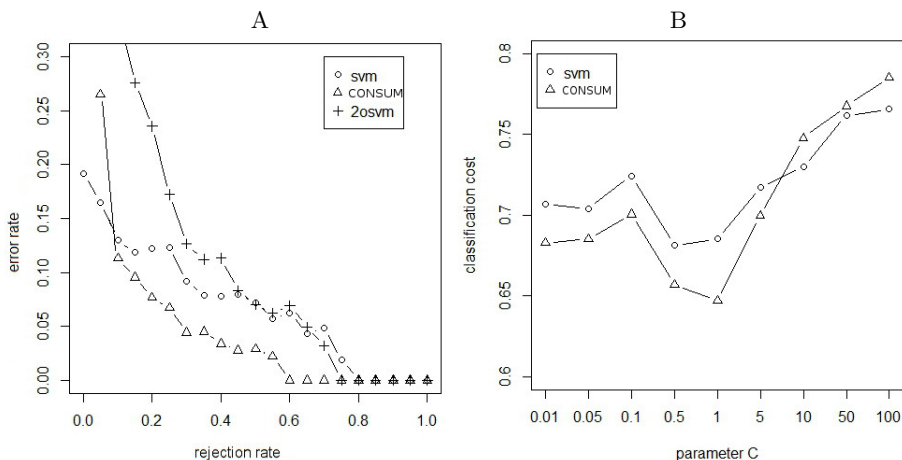 A
error rate
0.30
0.25
0.20
0.15
0.10
0.05
0.00
svm
CONSUM
2osvm
0.0 0.2 0.4 0.6 0.8 1.0
rejection rate
B
classification cost
0.8
0.75
0.7
0.65
0.6
svm
CONSUM
0.01 0.05 0.1 0.5 1 5 10 50 100
parameter C